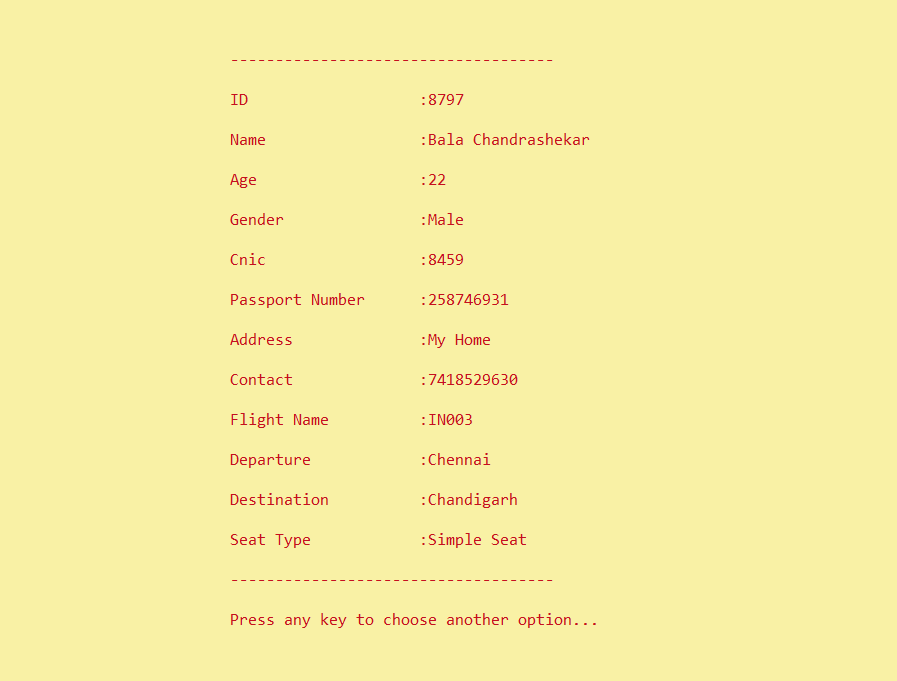 ------------------------------------
ID                   :8797
Name                 :Bala Chandrashekar
Age                  :22
Gender               :Male
Cnic                 :8459
Passport Number      :258746931
Address              :My Home
Contact              :7418529630
Flight Name          :IN003
Departure            :Chennai
Destination          :Chandigarh
Seat Type            :Simple Seat
------------------------------------
Press any key to choose another option...